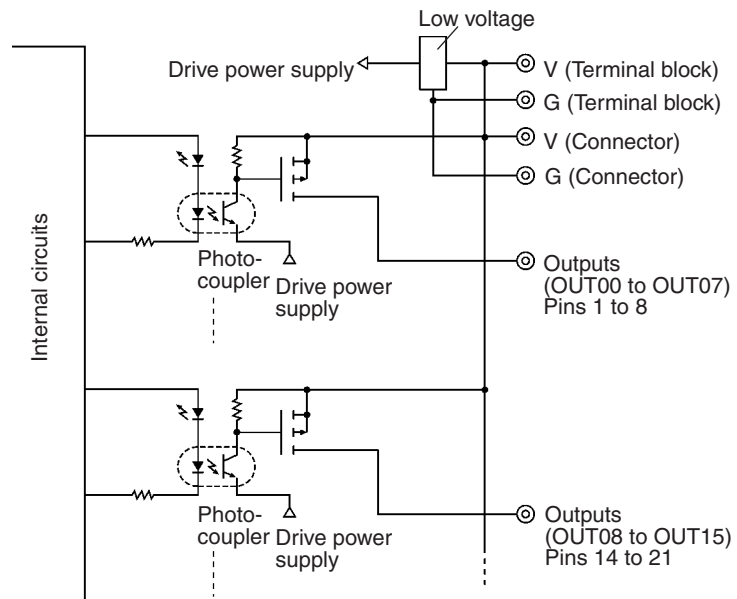 Low voltage
Drive power supply
V (Terminal block)
G (Terminal block)
V (Connector)
G (Connector)
Internal circuits
Photo-
coupler
Drive power
supply
Outputs
(OUT00 to OUT07)
Pins 1 to 8
Photo-
coupler
Drive power
supply
Outputs
(OUT08 to OUT15)
Pins 14 to 21